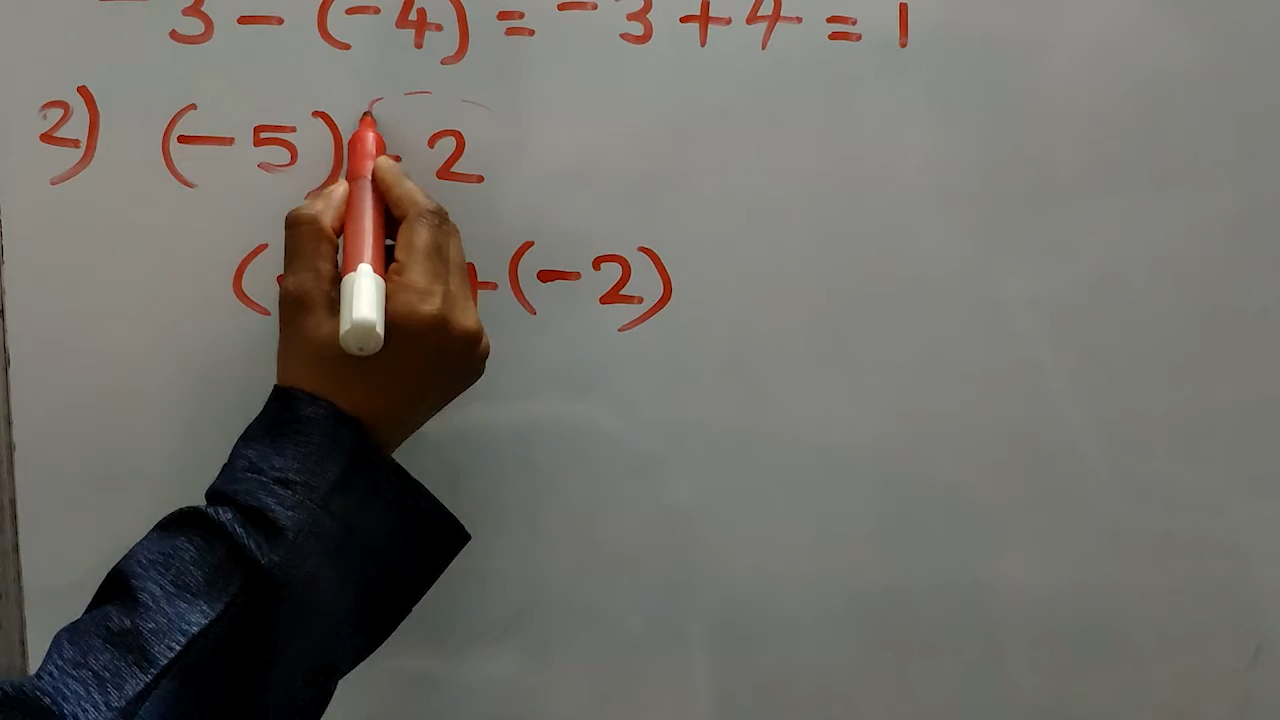 - 3 - (-4) = - 3 + 4 = 1
2) (- 5) - 2
( + (- 2)